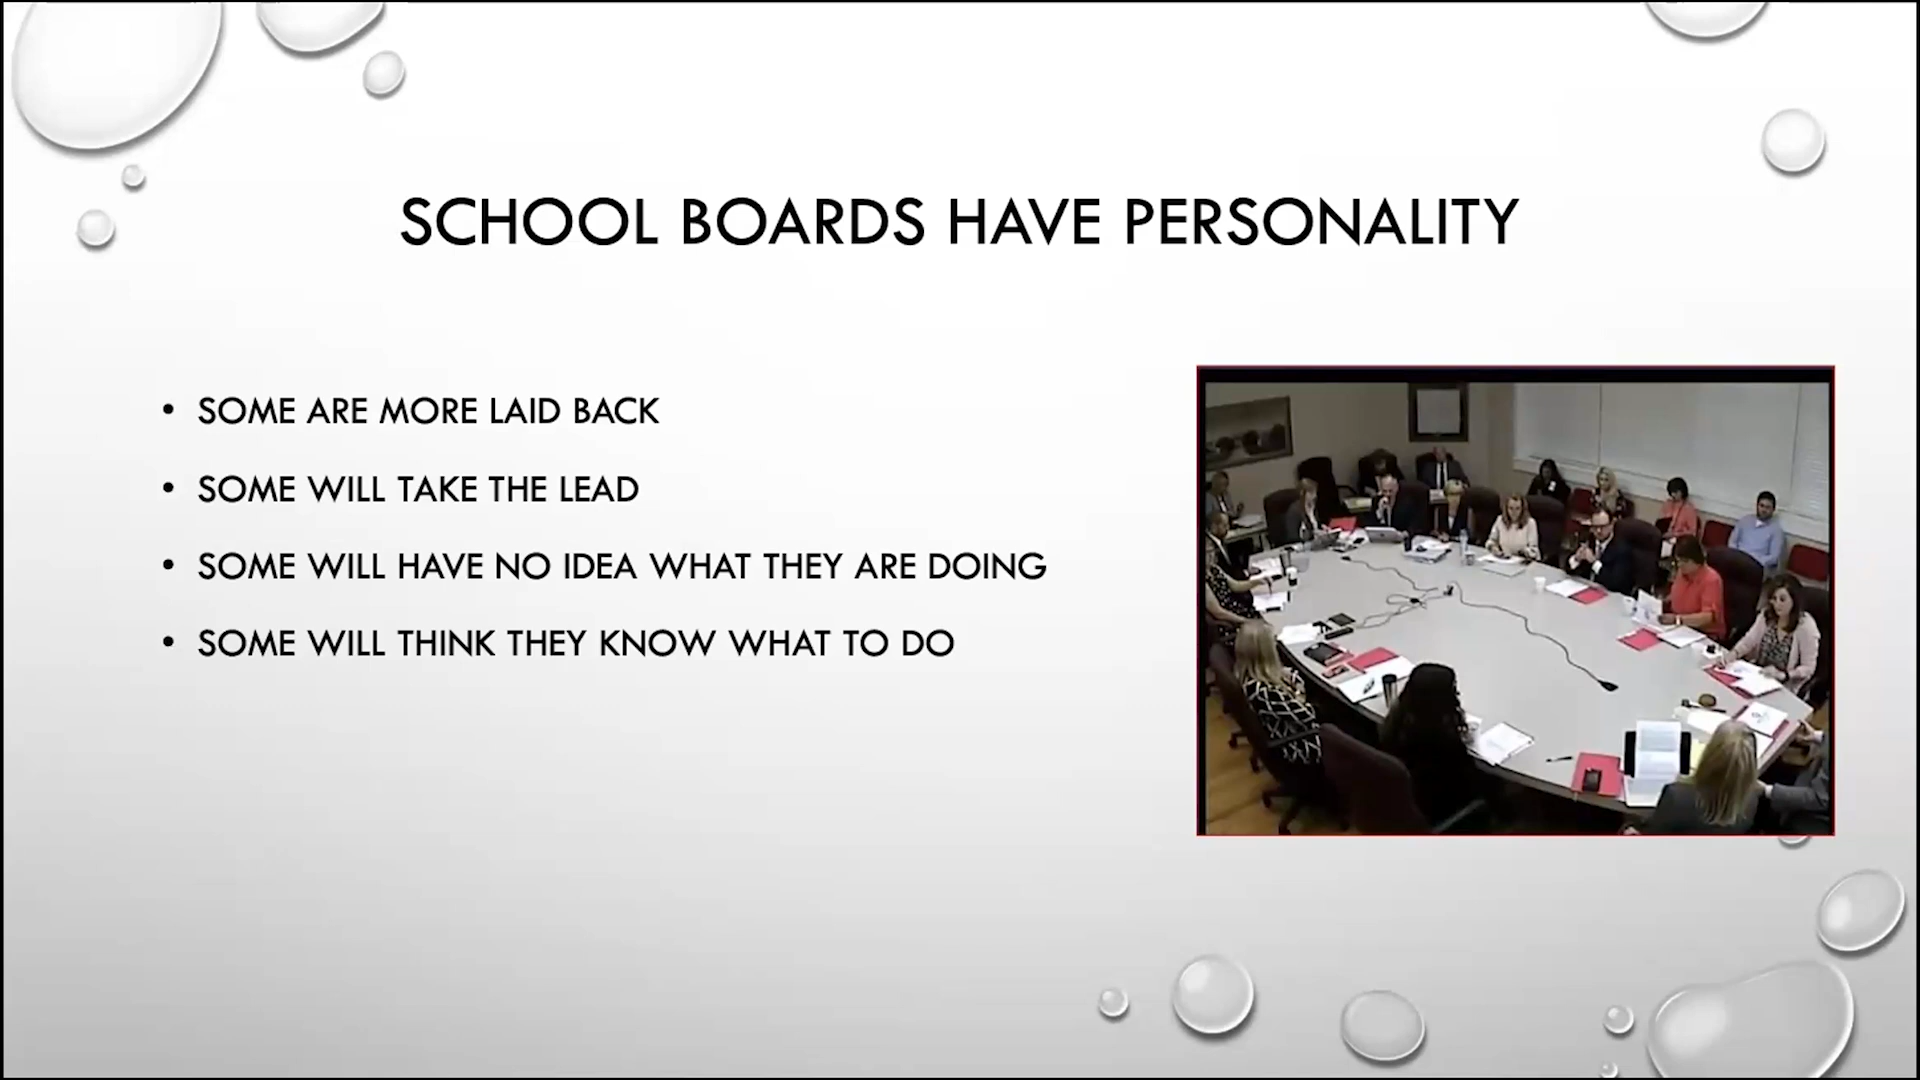 SCHOOL BOARDS HAVE PERSONALITY
• SOME ARE MORE LAID BACK
• SOME WILL TAKE THE LEAD
• SOME WILL HAVE NO IDEA WHAT THEY ARE DOING
• SOME WILL THINK THEY KNOW WHAT TO DO